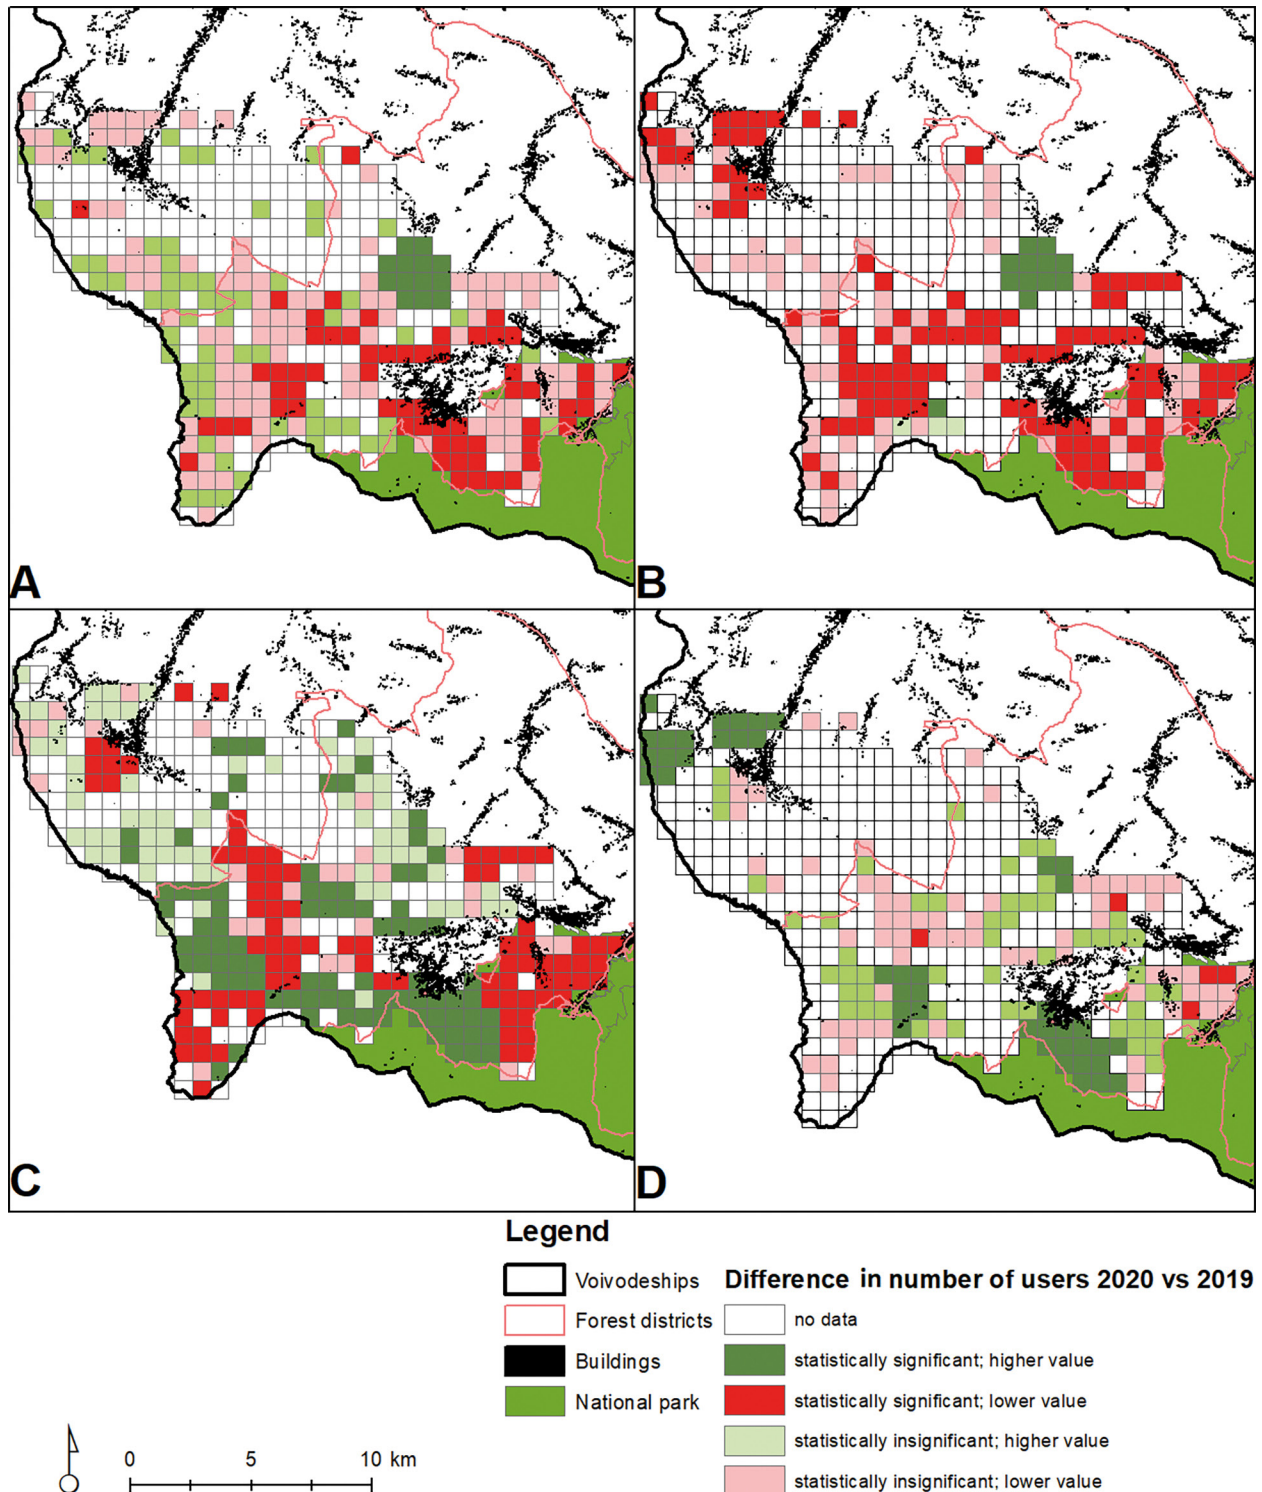 A
B
C
D
Legend
Voivodeships
Forest districts
Buildings
National park
Difference in number of users 2020 vs 2019
no data
statistically significant; higher value
statistically significant; lower value
statistically insignificant; higher value
statistically insignificant; lower value
0 5 10 km